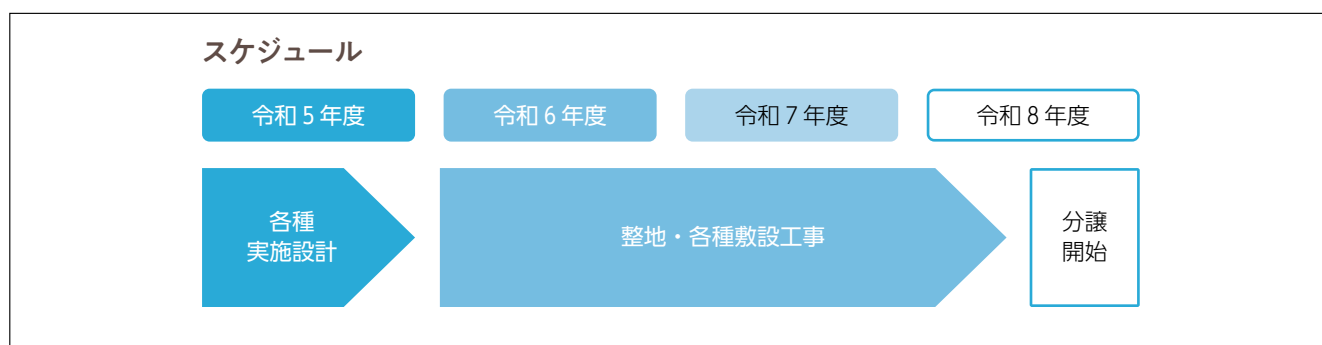 スケジュール
令和5年度
令和6年度
令和7年度
令和8年度
各種
実施設計
整地・各種敷設工事
分譲
開始